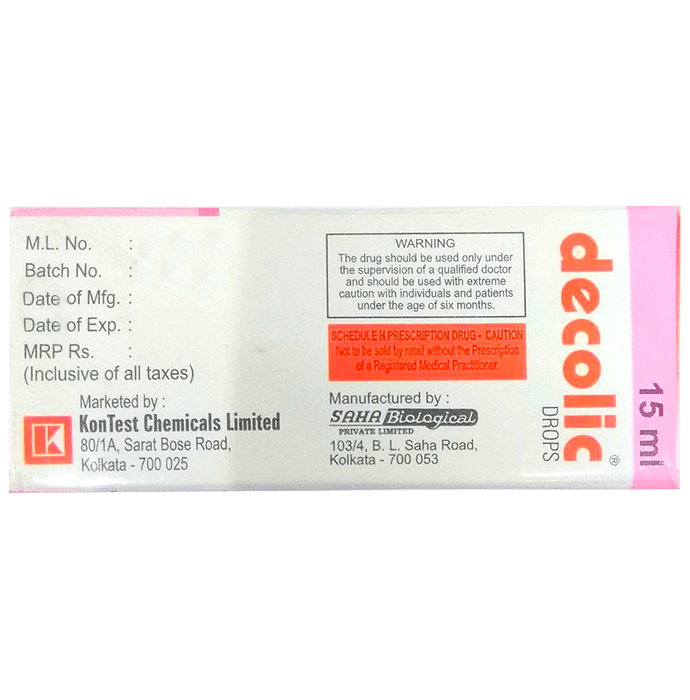 M.L. No. :
Batch No. :
Date of Mfg. :
Date of Exp. :
MRP Rs. :
(Inclusive of all taxes)
Marketed by :
K
KonTest Chemicals Limited
80/1A, Sarat Bose Road,
Kolkata - 700 025
WARNING
The drug should be used only under
the supervision of a qualified doctor
and should be used with extreme
caution with individuals and patients
under the age of six months.
SCHEDULE H PRESCRIPTION DRUG - CAUTION
Not to be sold by retail without the Prescription
of a Registered Medical Practitioner.
Manufactured by :
SAHA Biological
PRIVATE LIMITED
103/4, B. L. Saha Road,
Kolkata - 700 053
decolic®
DROPS
15 ml